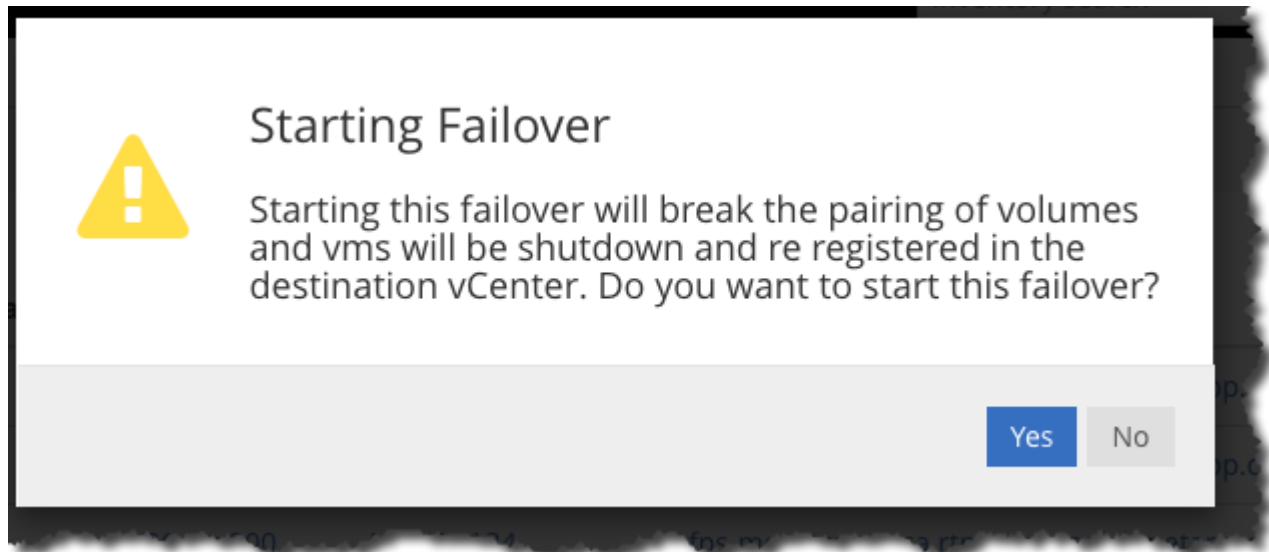 Starting Failover
Starting this failover will break the pairing of volumes
and vms will be shutdown and re registered in the
destination vCenter. Do you want to start this failover?
Yes
No